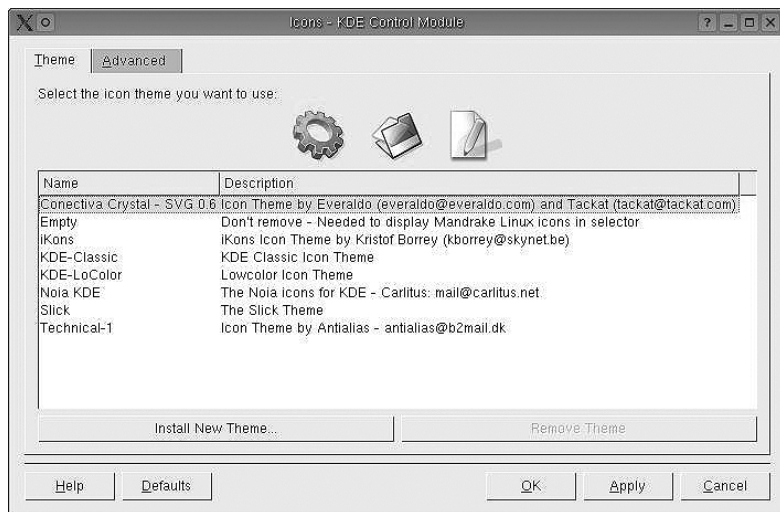 Icons - KDE Control Module
Theme Advanced
Select the icon theme you want to use:
Name Description
Conectiva Crystal - SVG 0.6 Icon Theme by Everaldo (everaldo@everaldo.com) and Tackat (tackat@tackat.com)
Empty Don't remove - Needed to display Mandrake Linux icons in selector
iKons iKons Icon Theme by Kristof Borrey (kborrey@skynet.be)
KDE-Classic KDE Classic Icon Theme
KDE-LoColor Lowcolor Icon Theme
Noia KDE The Noia icons for KDE - Carlitus: mail@carlitus.net
Slick The Slick Theme
Technical-1 Icon Theme by Antialias - antialias@b2mail.dk
Install New Theme... Remove Theme
Help Defaults OK Apply Cancel